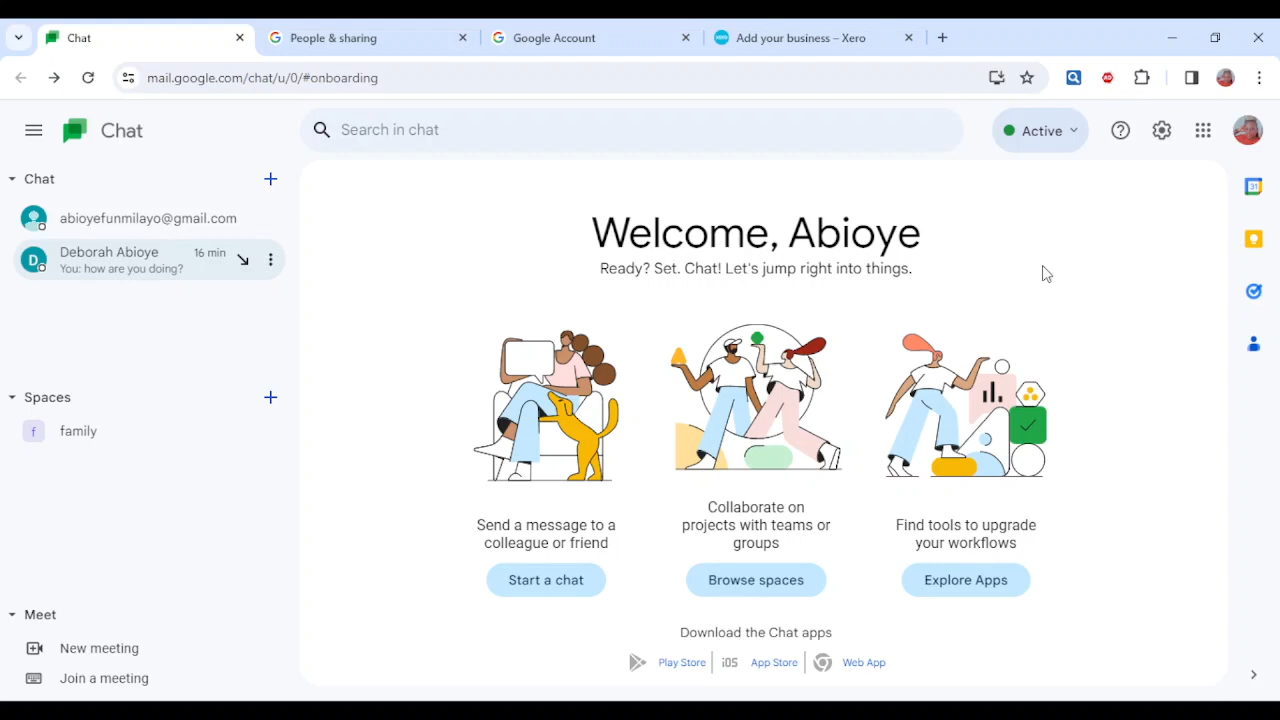 Chat
People & sharing
Google Account
Add your business – Xero
mail.google.com/chat/u/0/#onboarding
Chat
Search in chat
Active
Chat
abioyefunmilayo@gmail.com
Deborah Abioye 16 min
You: how are you doing?
Spaces
f family
Meet
New meeting
Join a meeting
Welcome, Abioye
Ready? Set. Chat! Let's jump right into things.
Send a message to a
colleague or friend
Start a chat
Collaborate on
projects with teams or
groups
Browse spaces
Find tools to upgrade
your workflows
Explore Apps
Download the Chat apps
Play Store
iOS App Store
Web App
D
31